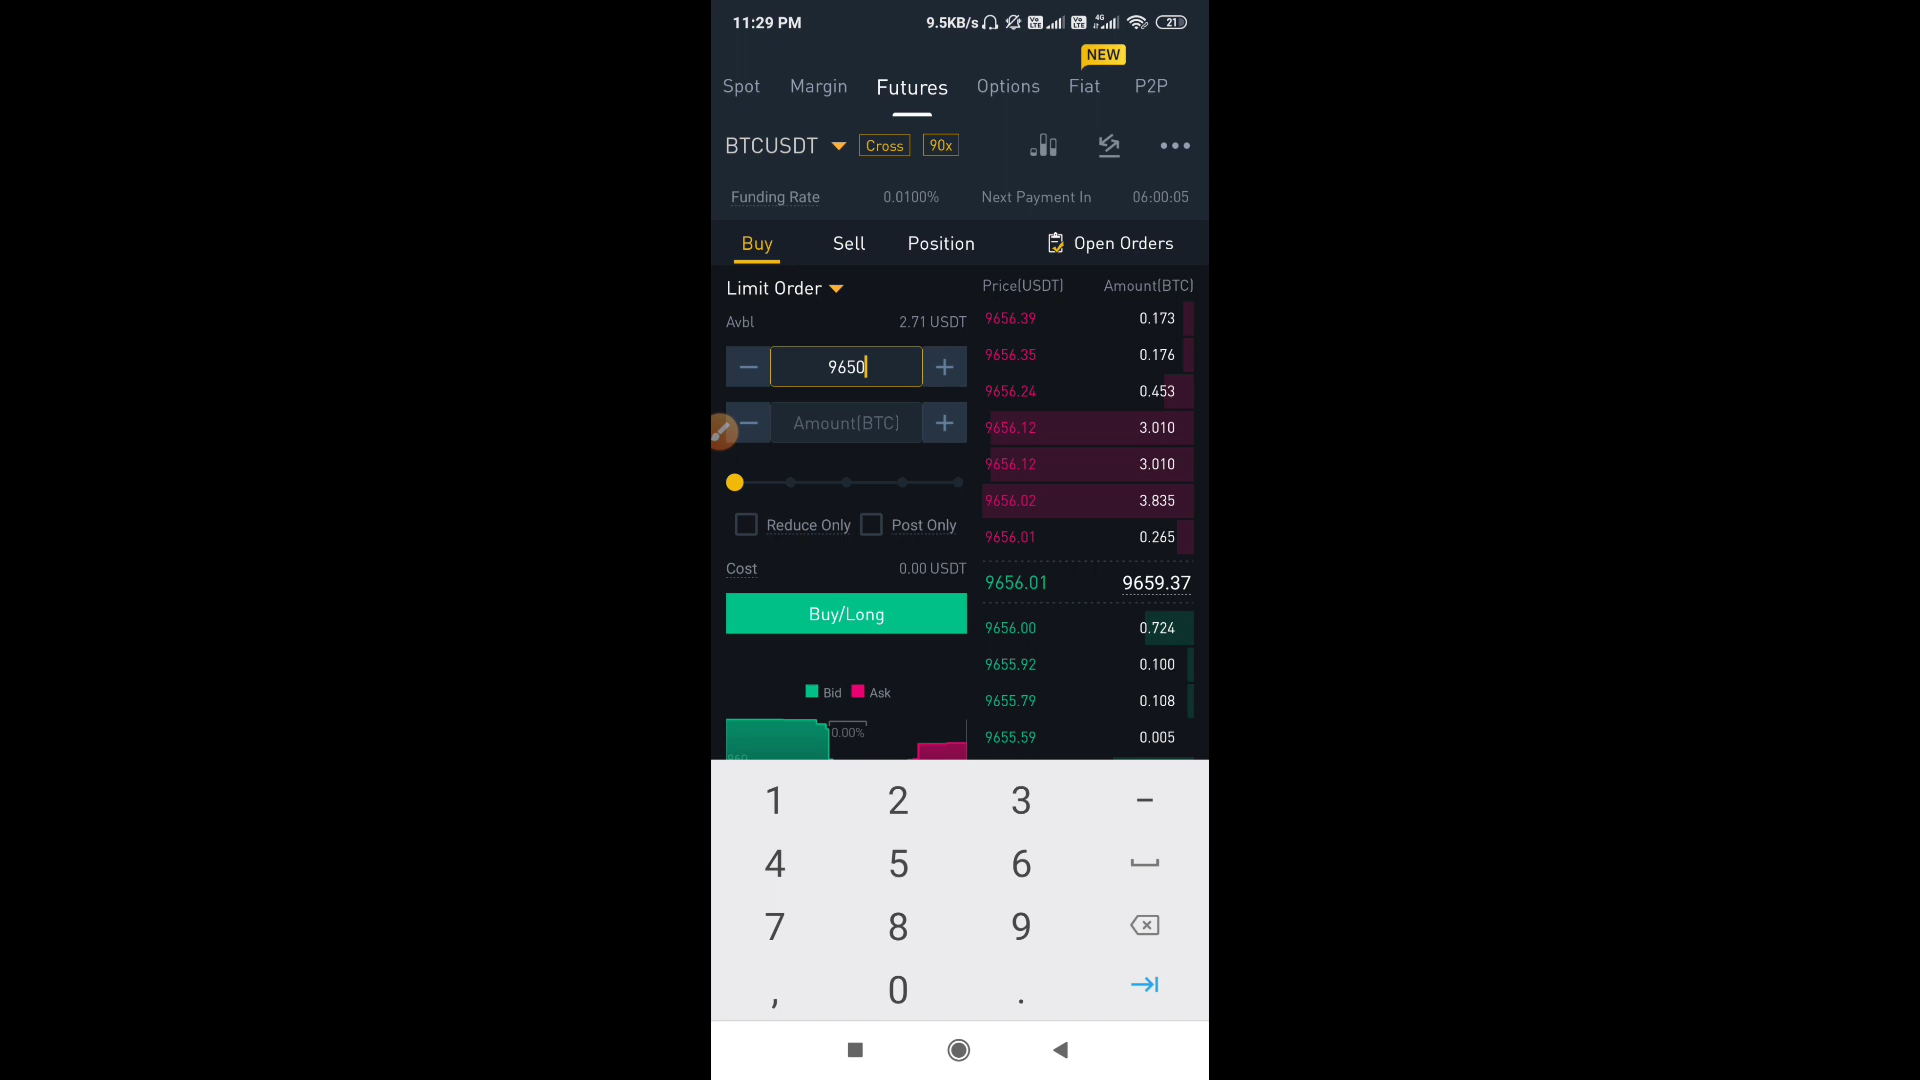 11:29 PM 9.5KB/s Vo LTE Vo LTE 4G 21
NEW
Spot Margin Futures Options Fiat P2P
BTCUSDT Cross 90x
Funding Rate 0.0100% Next Payment In 06:00:05
Buy Sell Position Open Orders
Limit Order
Avbl 2.71 USDT
9650
Amount(BTC)
Reduce Only Post Only
Cost 0.00 USDT
Buy/Long
Bid Ask
0.00%
Price(USDT) Amount(BTC)
9656.39 0.173
9656.35 0.176
9656.24 0.453
9656.12 3.010
9656.12 3.010
9656.02 3.835
9656.01 0.265
9656.01 9659.37
9656.00 0.724
9655.92 0.100
9655.79 0.108
9655.59 0.005
1 2 3 -
4 5 6
7 8 9
, 0 .